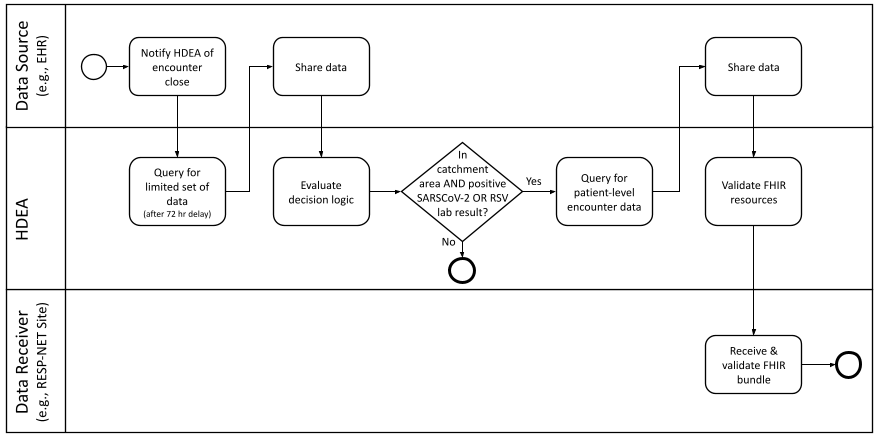 Data Source
(e.g., EHR)
Notify HDEA of
encounter
close
Share data
Share data
HDEA
Query for
limited set of
data
(after 72 hr delay)
Evaluate
decision logic
In
catchment
area AND positive
SARSCoV-2 OR RSV
lab result?
Yes
No
Query for
patient-level
encounter data
Validate FHIR
resources
Data Receiver
(e.g., RESP-NET Site)
Receive &
validate FHIR
bundle